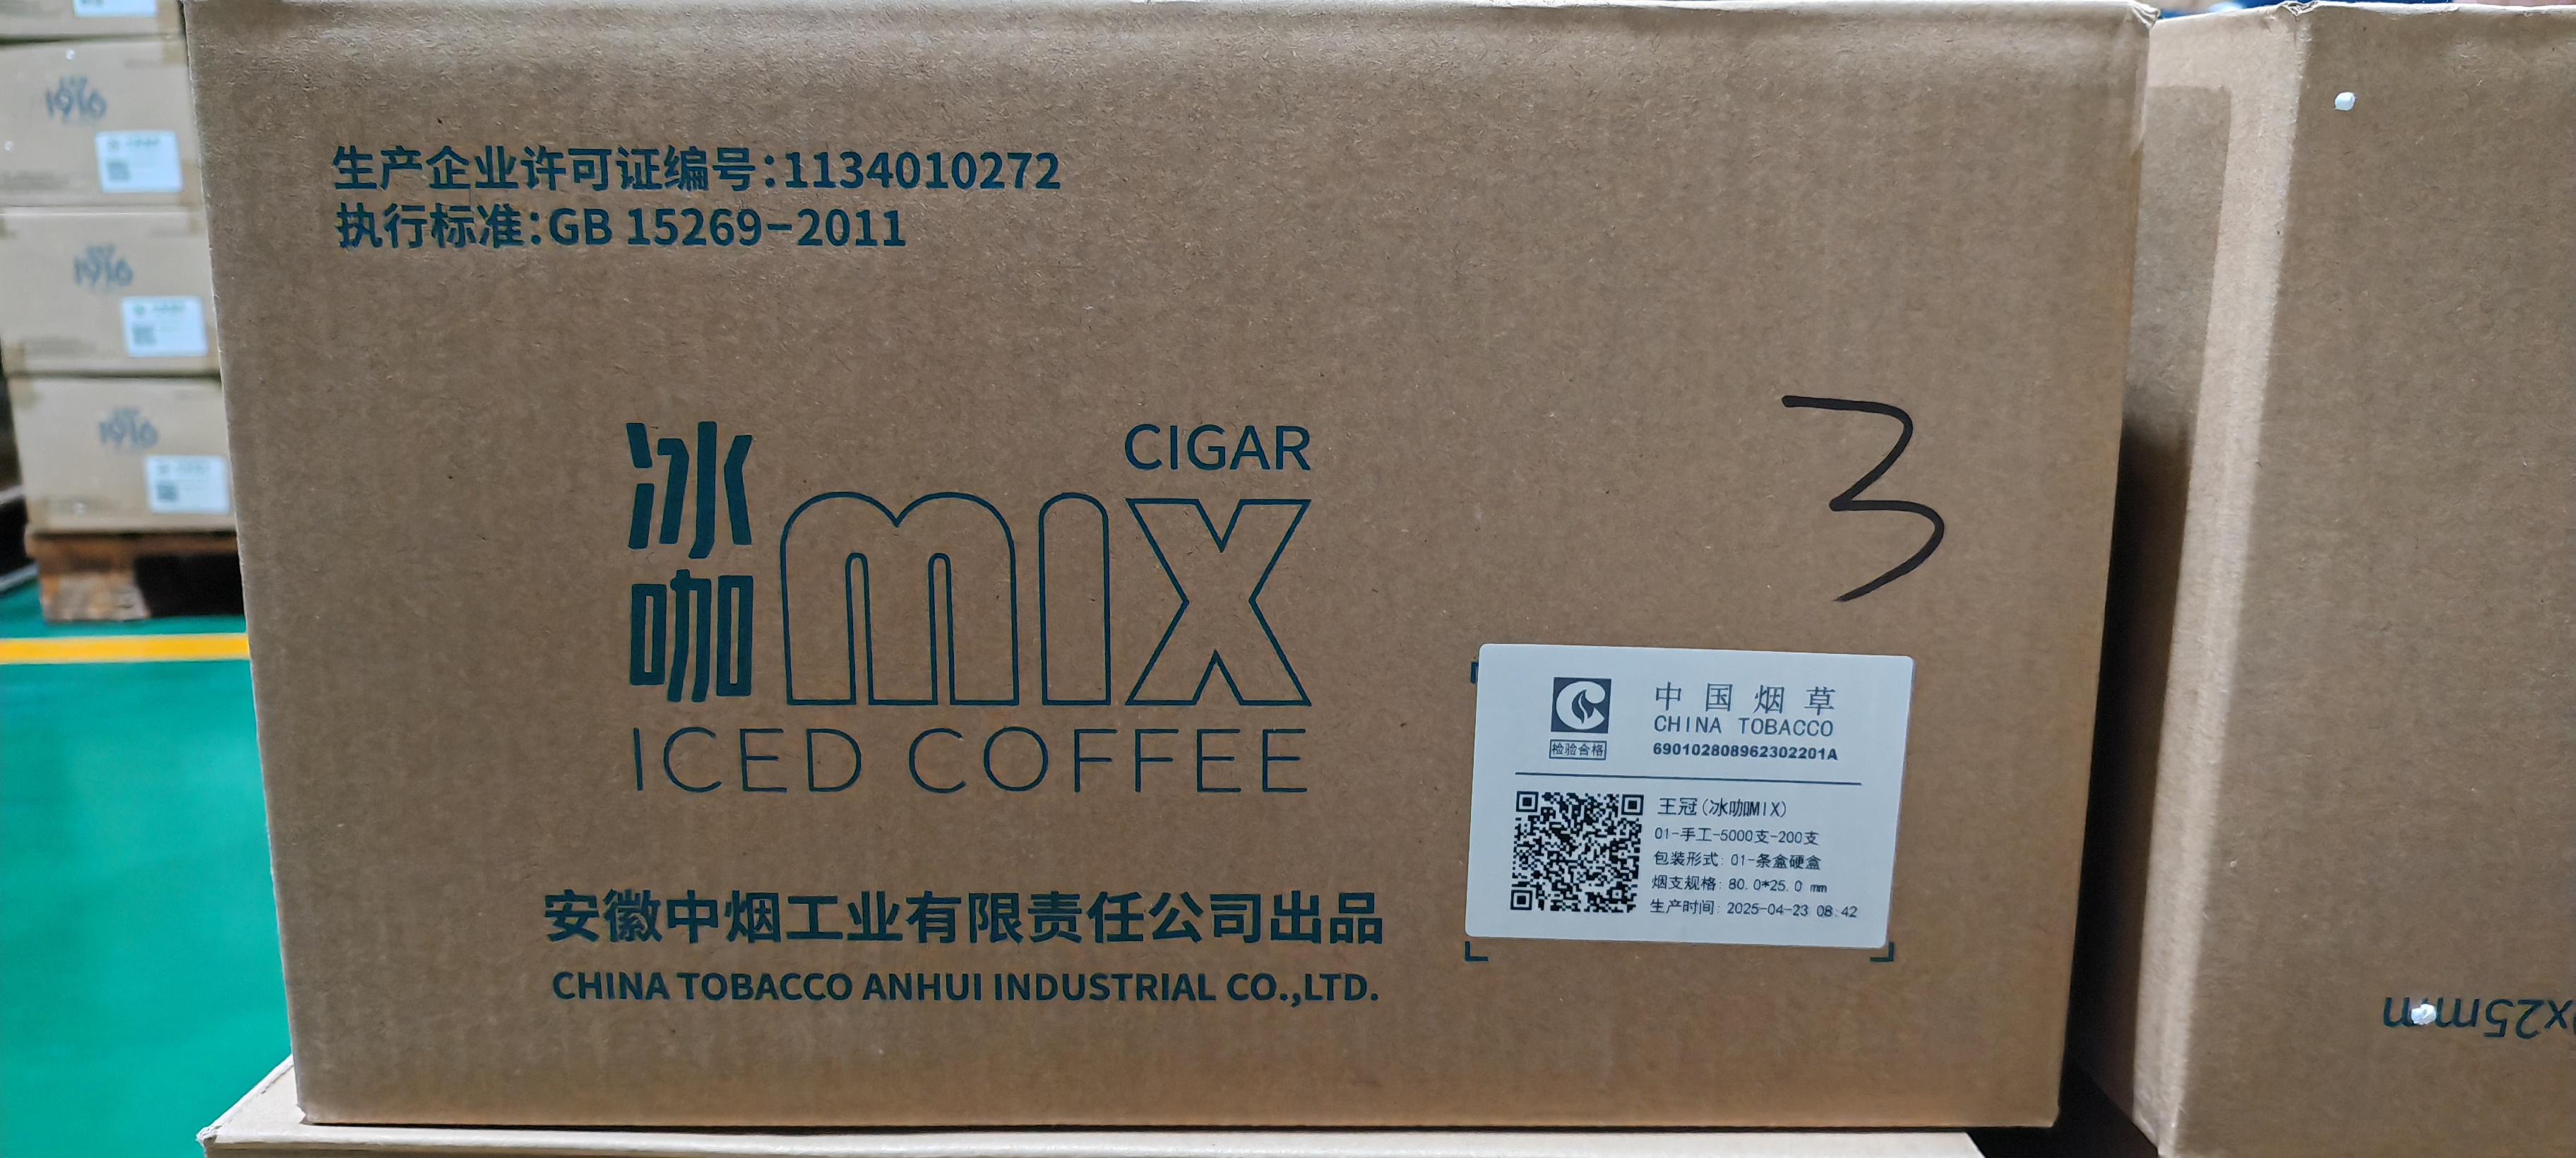 生产企业许可证编号:1134010272
执行标准:GB 15269-2011
冰咖
CIGAR
mix
ICED COFFEE
安徽中烟工业有限责任公司出品
CHINA TOBACCO ANHUI INDUSTRIAL CO.,LTD.
3
中国烟草
CHINA TOBACCO
检验合格
690102808962302201A
王冠(冰咖MIX)
01-手工-5000支-200支
包装形式: 01-条盒硬盒
烟支规格: 80.0*25.0 mm
生产时间: 2025-04-23 08:42
1916
1916
1916
x25mm